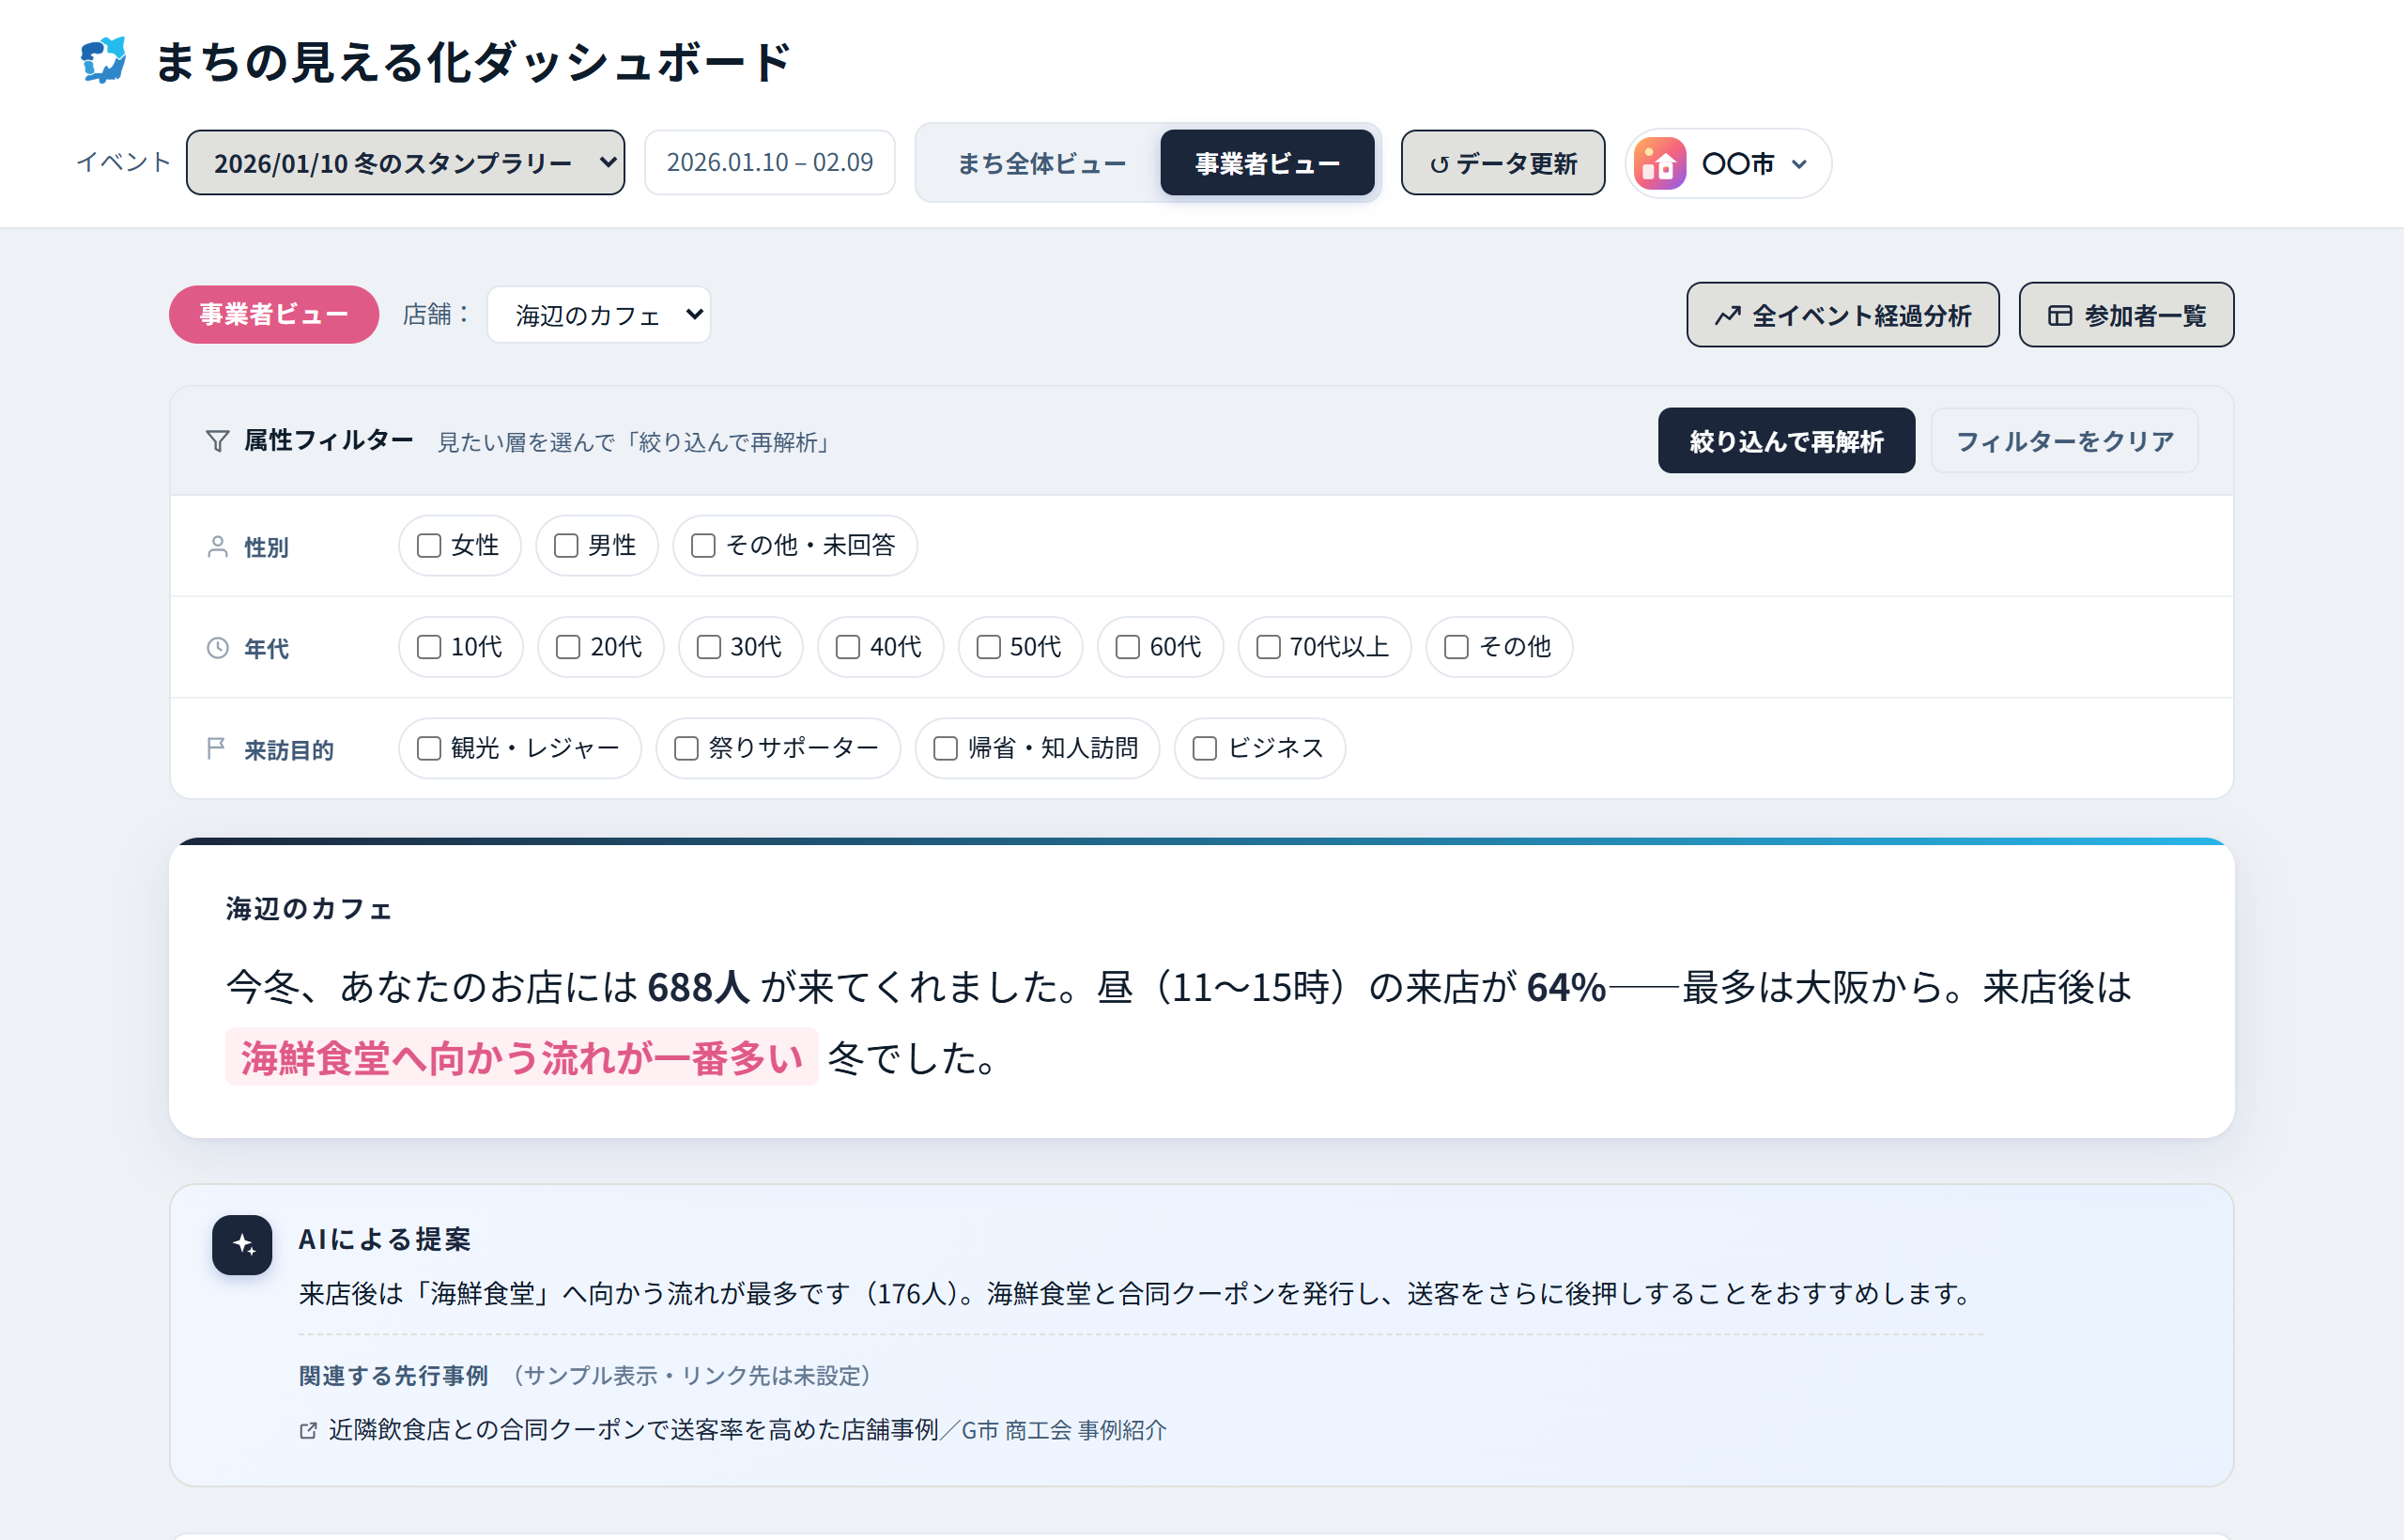 まちの見える化ダッシュボード
イベント 2026/01/10 冬のスタンプラリー 2026.01.10 – 02.09 まち全体ビュー 事業者ビュー ↺ データ更新 〇〇市
事業者ビュー 店舗： 海辺のカフェ 全イベント経過分析 参加者一覧
属性フィルター 見たい層を選んで「絞り込んで再解析」 絞り込んで再解析 フィルターをクリア
性別 女性 男性 その他・未回答
年代 10代 20代 30代 40代 50代 60代 70代以上 その他
来訪目的 観光・レジャー 祭りサポーター 帰省・知人訪問 ビジネス
海辺のカフェ
今冬、あなたのお店には 688人 が来てくれました。昼（11〜15時）の来店が 64%——最多は大阪から。来店後は
海鮮食堂へ向かう流れが一番多い 冬でした。
AIによる提案
来店後は「海鮮食堂」へ向かう流れが最多です（176人）。海鮮食堂と合同クーポンを発行し、送客をさらに後押しすることをおすすめします。
関連する先行事例 （サンプル表示・リンク先は未設定）
近隣飲食店との合同クーポンで送客率を高めた店舗事例／G市 商工会 事例紹介